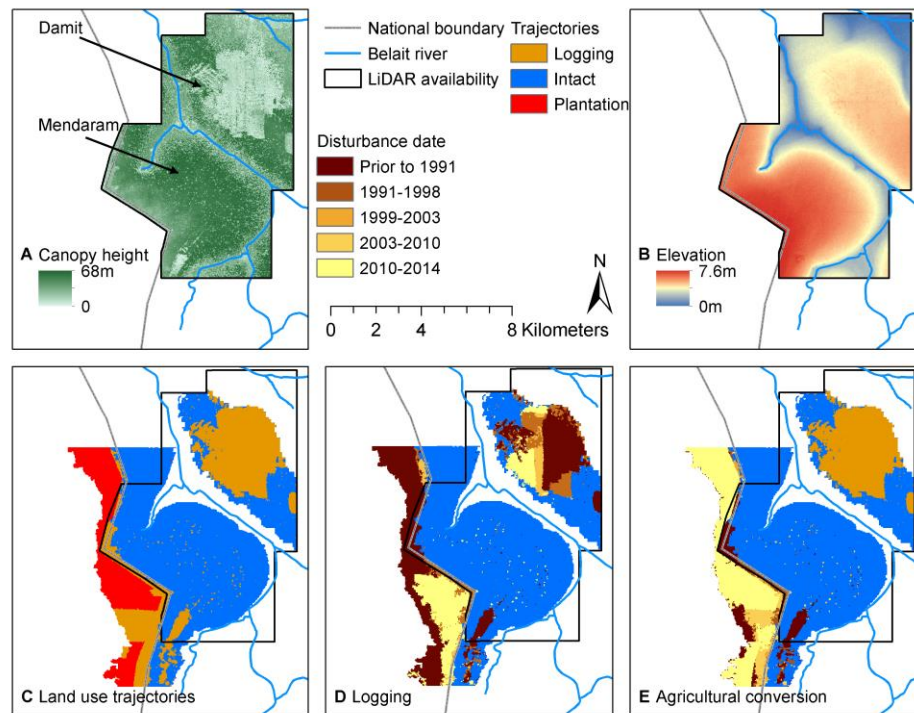 Damit
Mendaram
A Canopy height
68m
0
National boundary
Belait river
LiDAR availability
Trajectories
Logging
Intact
Plantation
Disturbance date
Prior to 1991
1991-1998
1999-2003
2003-2010
2010-2014
N
0 2 4 8 Kilometers
B Elevation
7.6m
0m
C Land use trajectories
D Logging
E Agricultural conversion